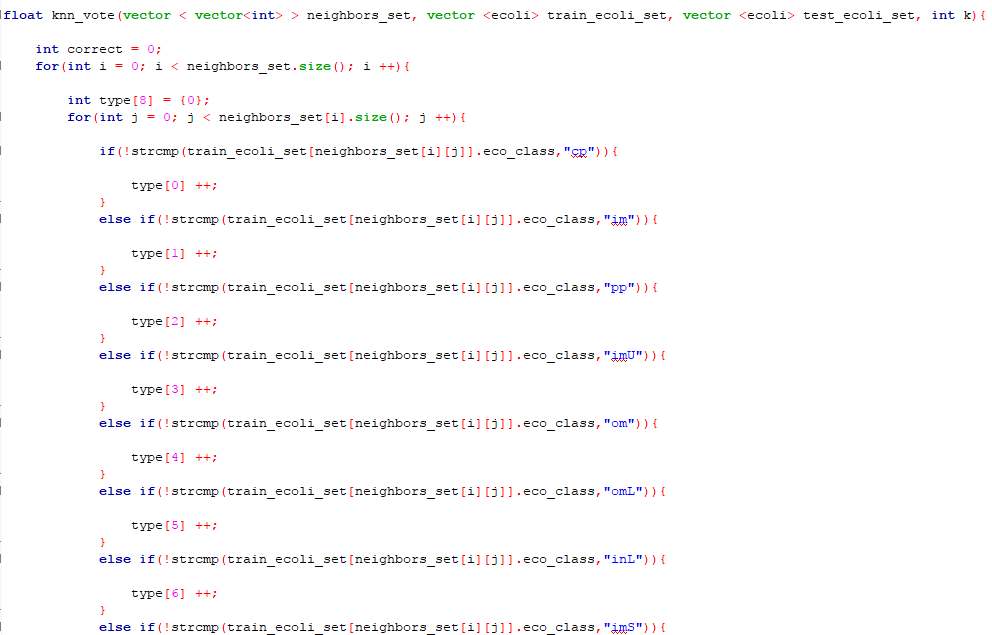 float knn_vote(vector < vector<int> > neighbors_set, vector <ecoli> train_ecoli_set, vector <ecoli> test_ecoli_set, int k){
int correct = 0;
for(int i = 0; i < neighbors_set.size(); i ++){
int type[8] = {0};
for(int j = 0; j < neighbors_set[i].size(); j ++){
if(!strcmp(train_ecoli_set[neighbors_set[i][j]].eco_class,"cp")){
type[0] ++;
}
else if(!strcmp(train_ecoli_set[neighbors_set[i][j]].eco_class,"im")){
type[1] ++;
}
else if(!strcmp(train_ecoli_set[neighbors_set[i][j]].eco_class,"pp")){
type[2] ++;
}
else if(!strcmp(train_ecoli_set[neighbors_set[i][j]].eco_class,"imU")){
type[3] ++;
}
else if(!strcmp(train_ecoli_set[neighbors_set[i][j]].eco_class,"om")){
type[4] ++;
}
else if(!strcmp(train_ecoli_set[neighbors_set[i][j]].eco_class,"omL")){
type[5] ++;
}
else if(!strcmp(train_ecoli_set[neighbors_set[i][j]].eco_class,"inL")){
type[6] ++;
}
else if(!strcmp(train_ecoli_set[neighbors_set[i][j]].eco_class,"imS")){